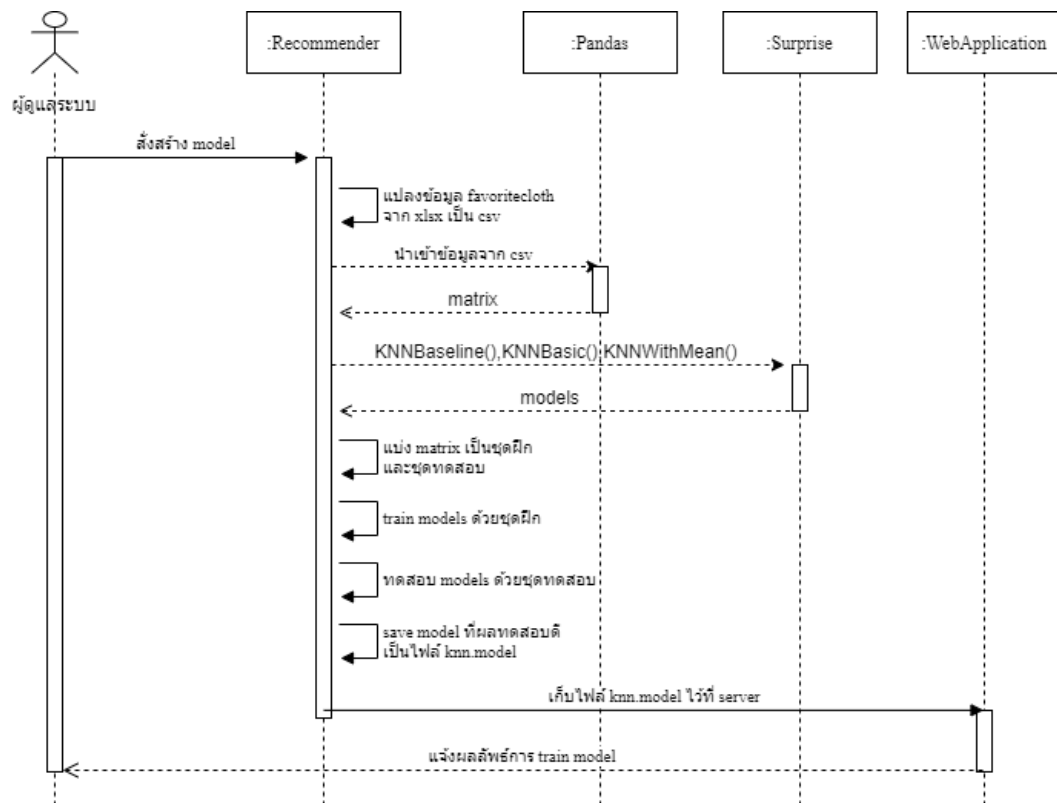 :Recommender
:Pandas
:Surprise
:WebApplication
ผู้ดูแลระบบ
สั่งสร้าง model
แปลงข้อมูล favoritecloth
จาก xlsx เป็น csv
นำเข้าข้อมูลจาก csv
matrix
KNNBaseline(),KNNBasic(),KNNWithMean()
models
แบ่ง matrix เป็นชุดฝึก
และชุดทดสอบ
train models ด้วยชุดฝึก
ทดสอบ models ด้วยชุดทดสอบ
save model ที่ผลทดสอบดี
เป็นไฟล์ knn.model
เก็บไฟล์ knn.model ไว้ที่ server
แจ้งผลลัพธ์การ train model